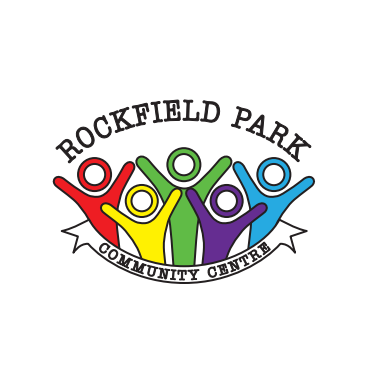 ROCKFIELD PARK
COMMUNITY CENTRE